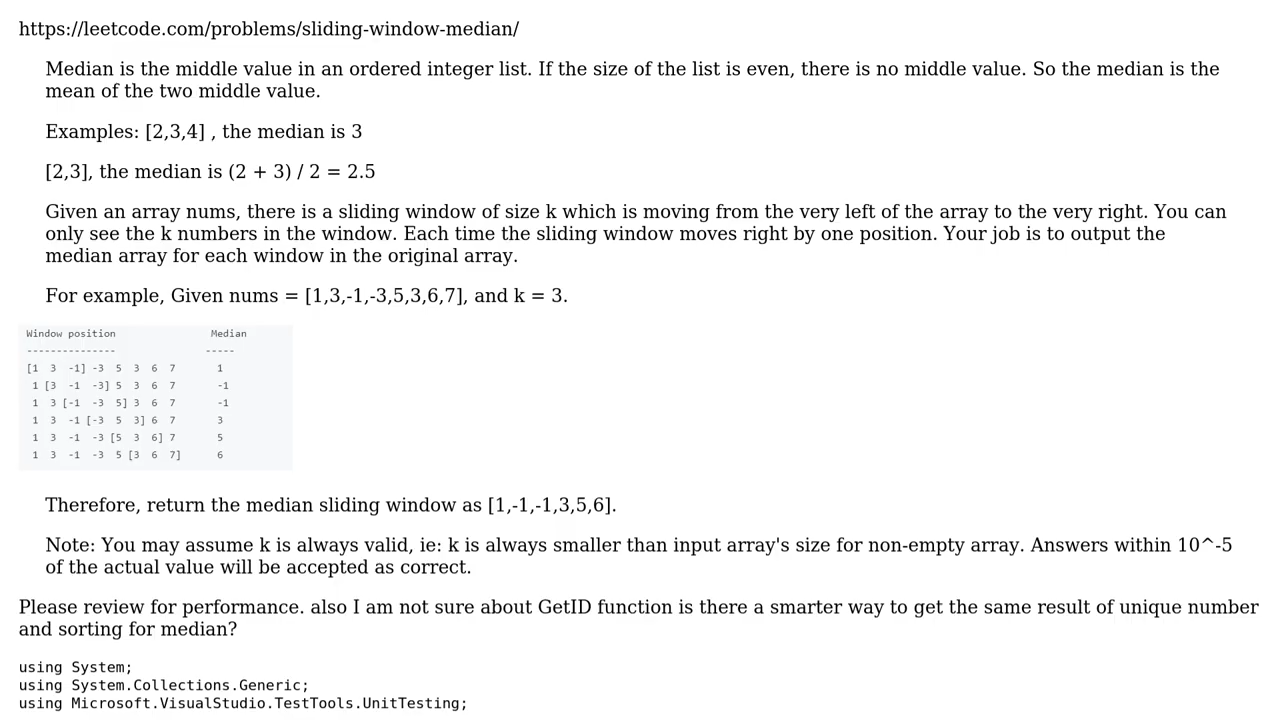 https://leetcode.com/problems/sliding-window-median/
Median is the middle value in an ordered integer list. If the size of the list is even, there is no middle value. So the median is the
mean of the two middle value.
Examples: [2,3,4] , the median is 3
[2,3], the median is (2 + 3) / 2 = 2.5
Given an array nums, there is a sliding window of size k which is moving from the very left of the array to the very right. You can
only see the k numbers in the window. Each time the sliding window moves right by one position. Your job is to output the
median array for each window in the original array.
For example, Given nums = [1,3,-1,-3,5,3,6,7], and k = 3.
Window position                Median
---------------               -----
[1  3  -1] -3  5  3  6  7       1
 1 [3  -1  -3] 5  3  6  7       -1
 1  3 [-1  -3  5] 3  6  7       -1
 1  3  -1 [-3  5  3] 6  7       3
 1  3  -1  -3 [5  3  6] 7       5
 1  3  -1  -3  5 [3  6  7]      6
Therefore, return the median sliding window as [1,-1,-1,3,5,6].
Note: You may assume k is always valid, ie: k is always smaller than input array's size for non-empty array. Answers within 10^-5
of the actual value will be accepted as correct.
Please review for performance. also I am not sure about GetID function is there a smarter way to get the same result of unique number
and sorting for median?
using System;
using System.Collections.Generic;
using Microsoft.VisualStudio.TestTools.UnitTesting;